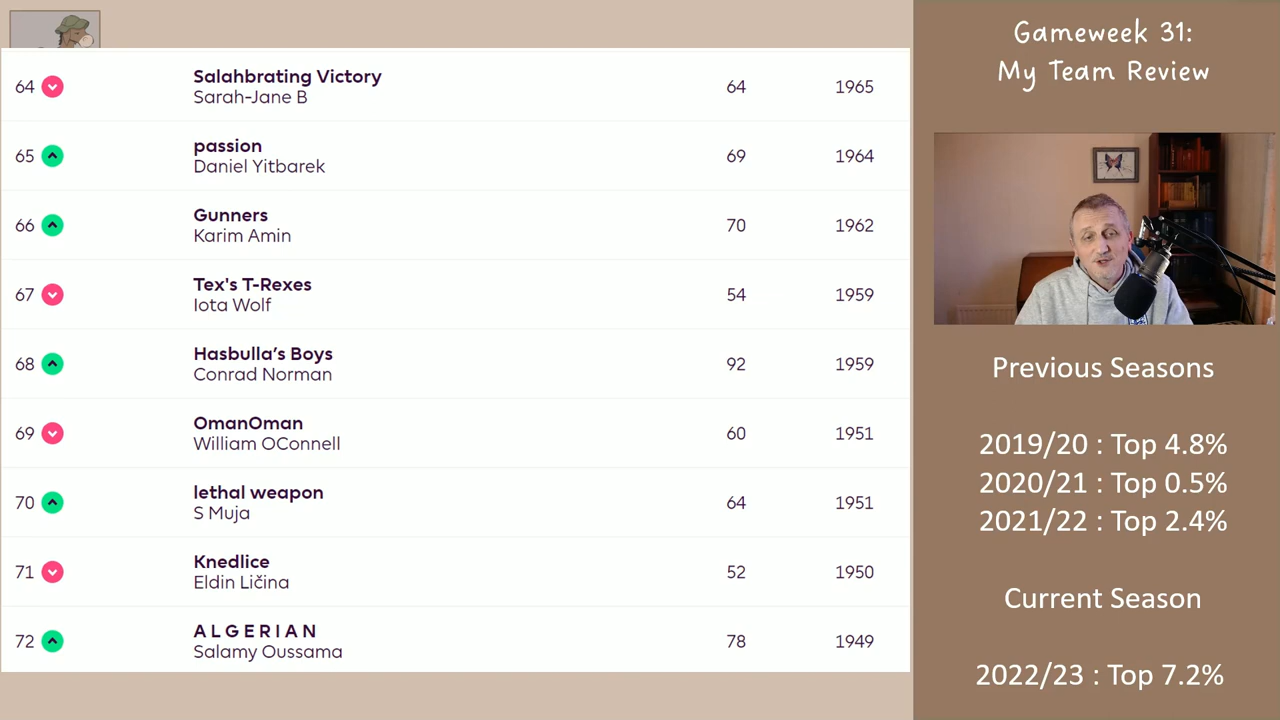 64 Salahbrating Victory 64 1965
Sarah-Jane B
65 passion 69 1964
Daniel Yitbarek
66 Gunners 70 1962
Karim Amin
67 Tex's T-Rexes 54 1959
Iota Wolf
68 Hasbulla’s Boys 92 1959
Conrad Norman
69 OmanOman 60 1951
William OConnell
70 lethal weapon 64 1951
S Muja
71 Knedlice 52 1950
Eldin Ličina
72 A L G E R I A N 78 1949
Salamy Oussama
Gameweek 31:
My Team Review
Previous Seasons
2019/20 : Top 4.8%
2020/21 : Top 0.5%
2021/22 : Top 2.4%
Current Season
2022/23 : Top 7.2%